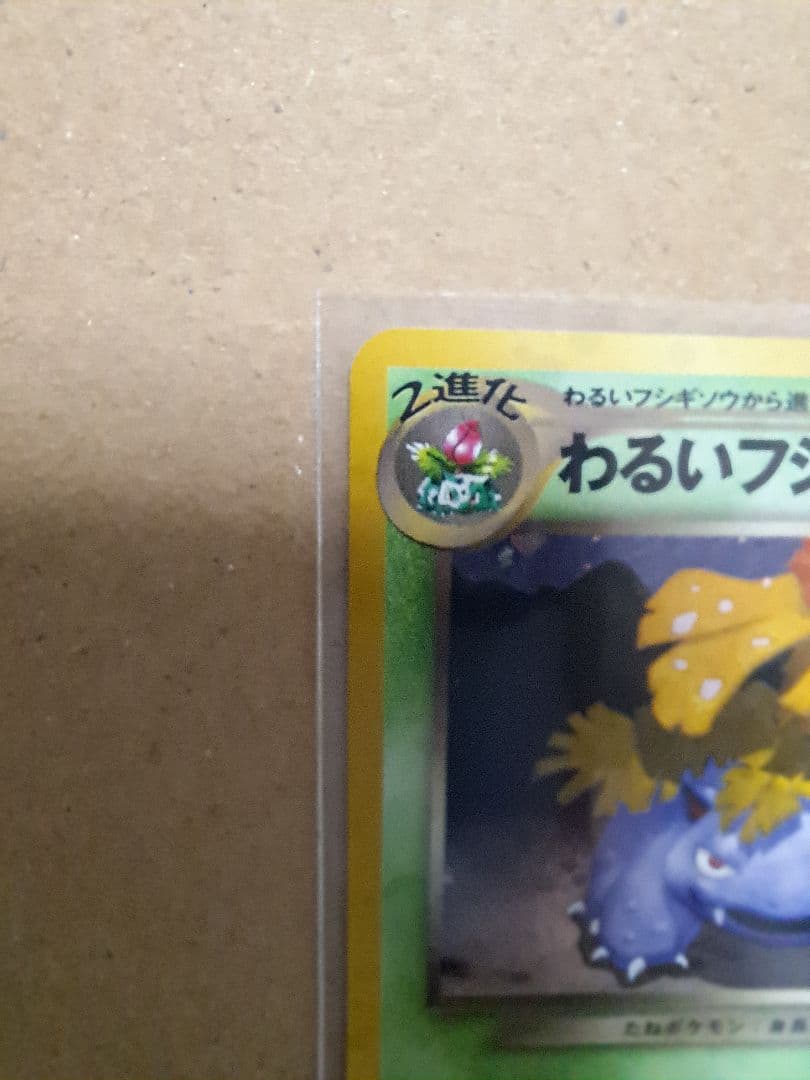 2進化
わるいフシギソウから進
わるいフシ
たねポケモン